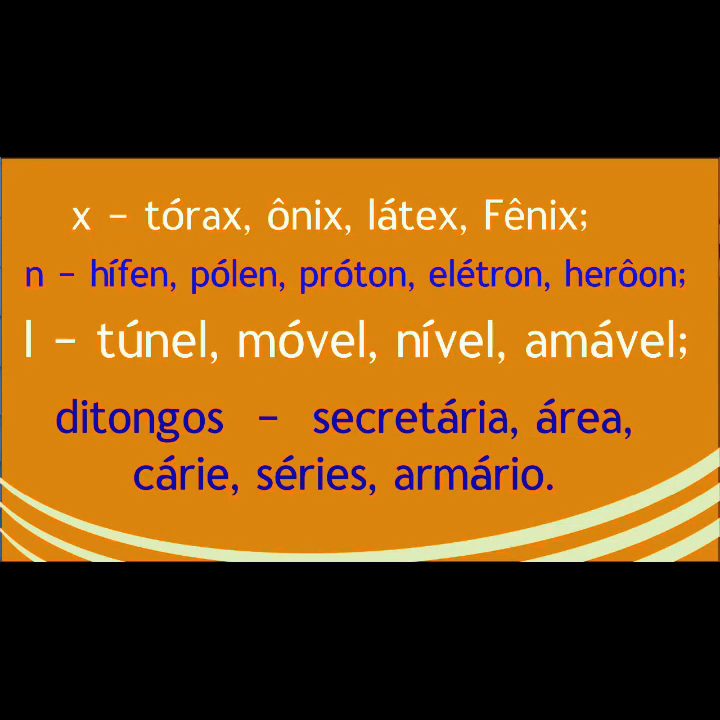 x – tórax, ônix, látex, Fênix;
n – hífen, pólen, próton, elétron, herôon;
l – túnel, móvel, nível, amável;
ditongos – secretária, área,
cárie, séries, armário.